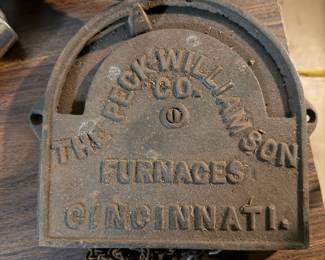 THE PECK-WILLIAMSON
CO.
FURNACES
CINCINNATI.